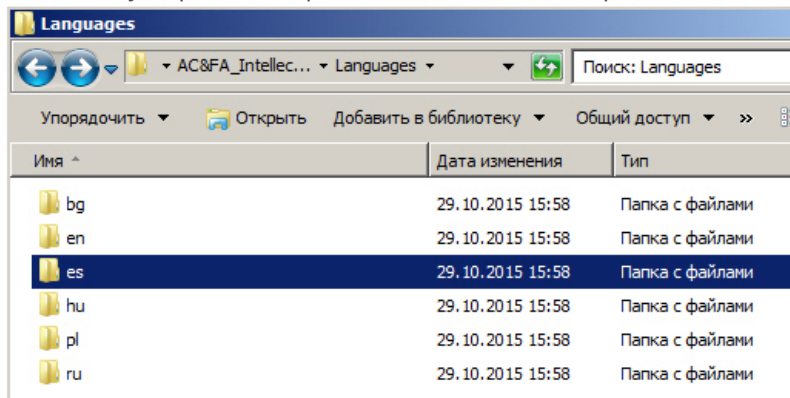 Languages
AC&FA_Intellec... Languages Поиск: Languages
Упорядочить Открыть Добавить в библиотеку Общий доступ »
Имя Дата изменения Тип
bg 29.10.2015 15:58 Папка с файлами
en 29.10.2015 15:58 Папка с файлами
es 29.10.2015 15:58 Папка с файлами
hu 29.10.2015 15:58 Папка с файлами
pl 29.10.2015 15:58 Папка с файлами
ru 29.10.2015 15:58 Папка с файлами